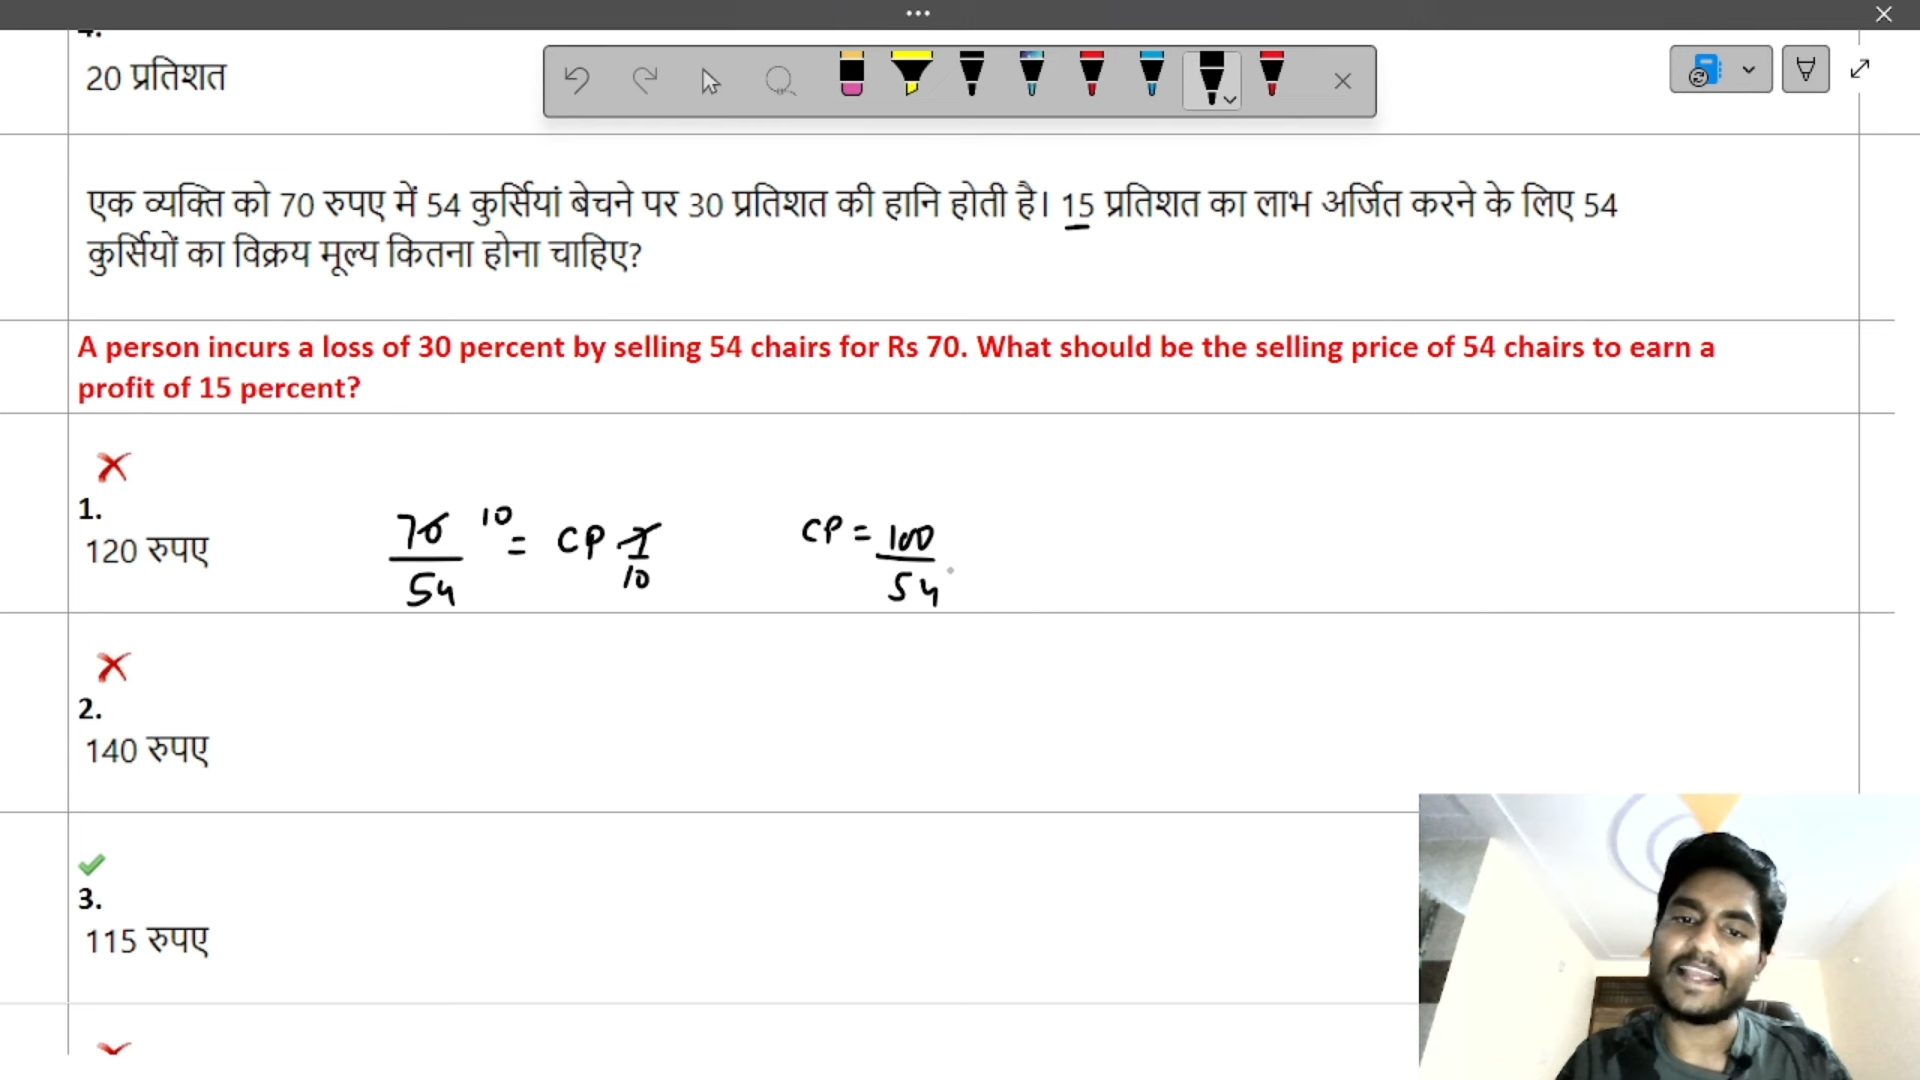 4.
20 प्रतिशत
एक व्यक्ति को 70 रुपए में 54 कुर्सियां बेचने पर 30 प्रतिशत की हानि होती है। 15 प्रतिशत का लाभ अर्जित करने के लिए 54
कुर्सियों का विक्रय मूल्य कितना होना चाहिए?
A person incurs a loss of 30 percent by selling 54 chairs for Rs 70. What should be the selling price of 54 chairs to earn a
profit of 15 percent?
1.
120 रुपए
70/54 10 = CP 7/10
CP = 100/54
2.
140 रुपए
3.
115 रुपए